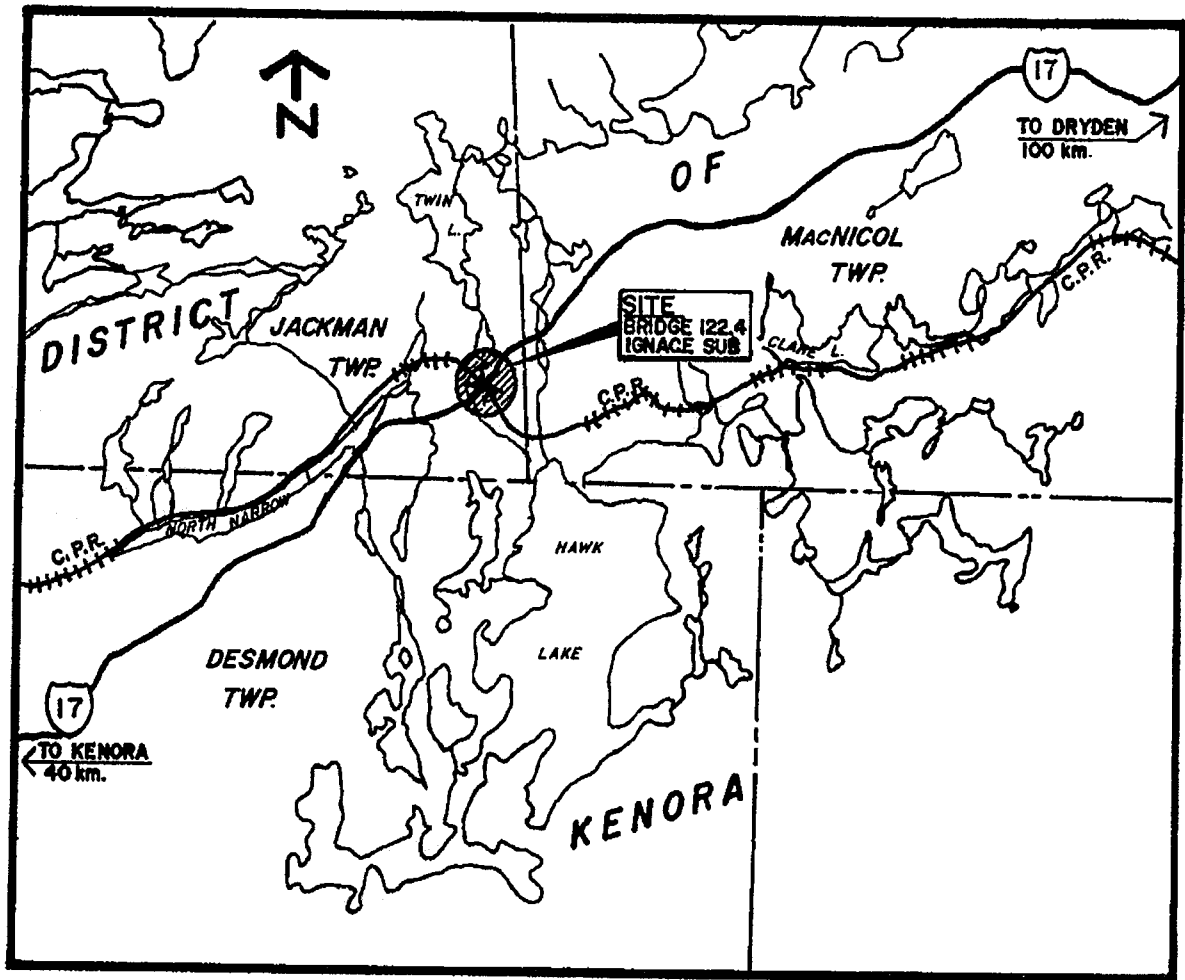 N
17
TO DRYDEN
100 km.
OF
TWIN
L.
MACNICOL
TWP.
C.P.R.
DISTRICT
JACKMAN
TWP.
SITE
BRIDGE 122.4
IGNACE SUB
CLARE L.
C.P.R.
NORTH NARROW
C.P.R.
HAWK
LAKE
DESMOND
TWP.
17
TO KENORA
40 km.
KENORA